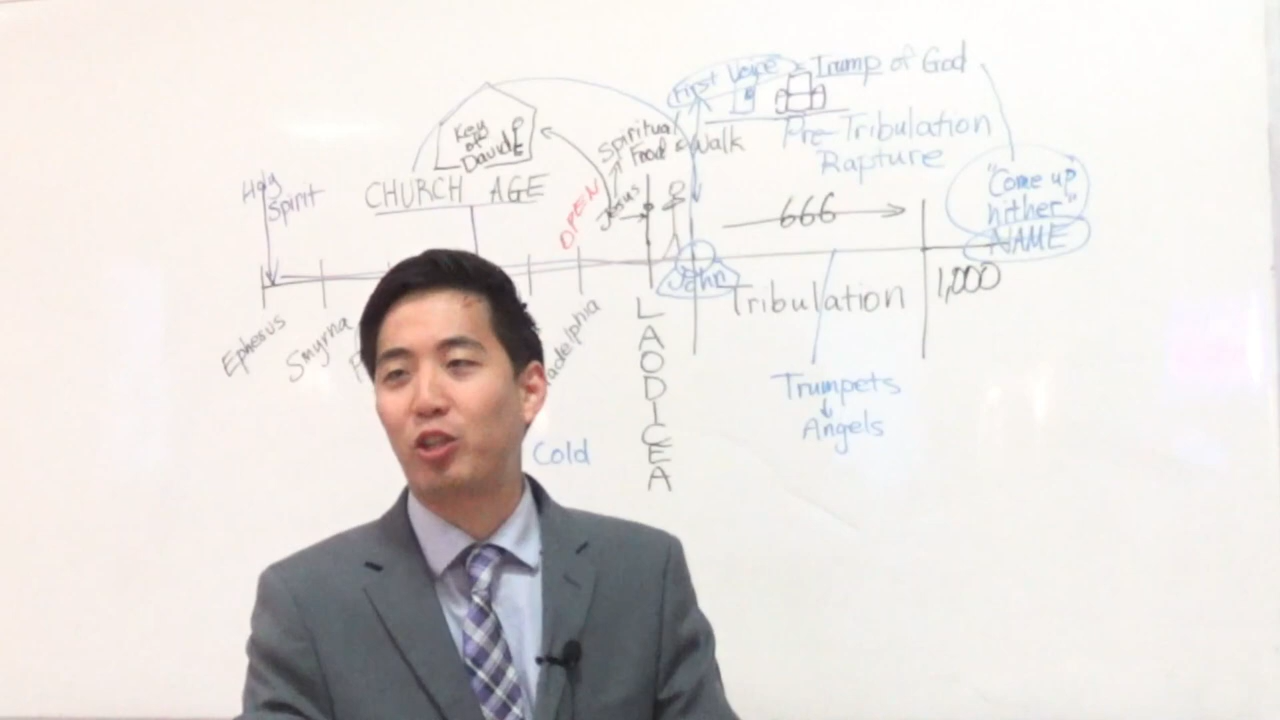 First Voice = Trump of God
Key
of
David
Spiritual
Food & Walk
Pre-Tribulation
Rapture
Holy
Spirit
CHURCH AGE
OPEN
Jesus
666
"Come up
hither"
NAME
John
Tribulation
1,000
Ephesus
Smyrna
P
adelphia
LAODICEA
Trumpets
Angels
Cold